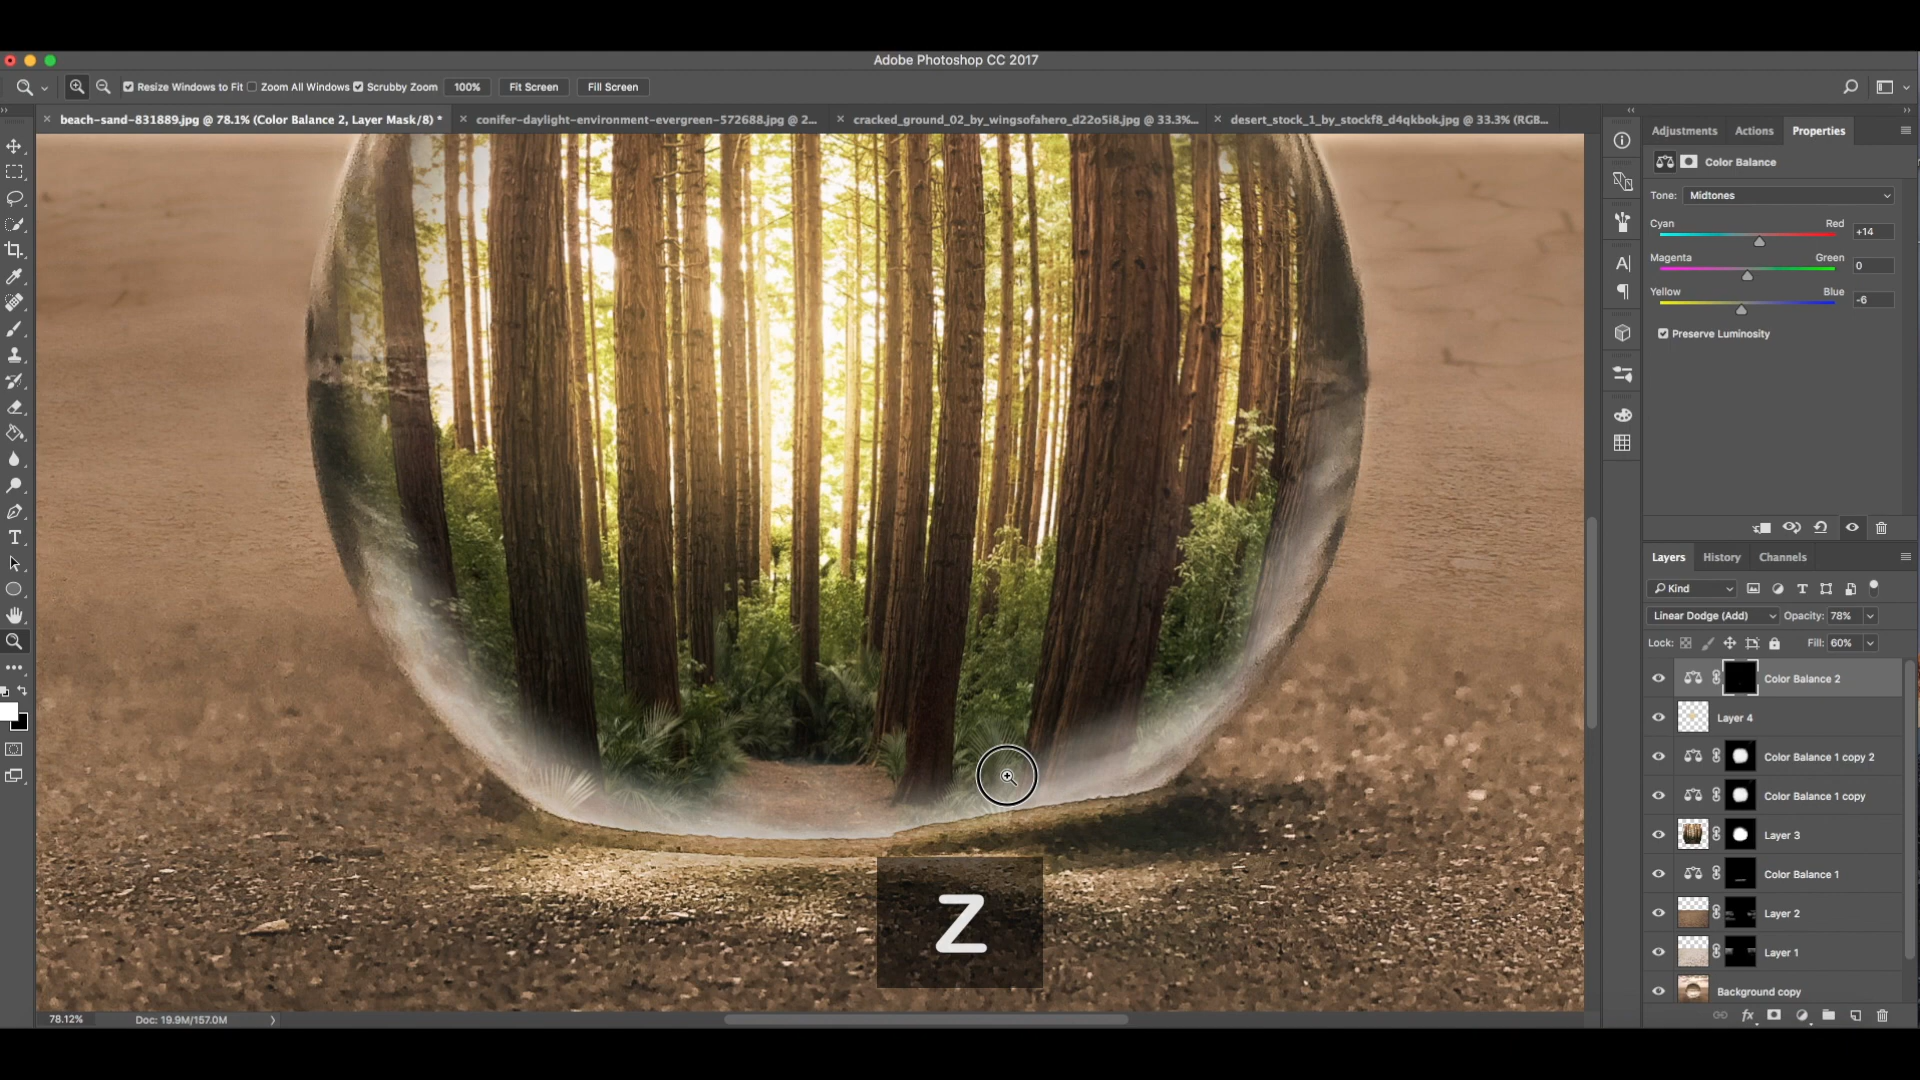 Adobe Photoshop CC 2017
Resize Windows to Fit Zoom All Windows Scrubby Zoom 100% Fit Screen Fill Screen
beach-sand-831889.jpg @ 78.1% (Color Balance 2, Layer Mask/8) * conifer-daylight-environment-evergreen-572688.jpg @ 2... cracked_ground_02_by_wingsofahero_d22o5i8.jpg @ 33.3%... desert_stock_1_by_stockf8_d4qkbok.jpg @ 33.3% (RGB...
Adjustments Actions Properties
Color Balance
Tone: Midtones
Cyan Red +14
Magenta Green 0
Yellow Blue -6
Preserve Luminosity
Layers History Channels
Kind
Linear Dodge (Add) Opacity: 78%
Lock: Fill: 60%
Color Balance 2
Layer 4
Color Balance 1 copy 2
Color Balance 1 copy
Layer 3
Color Balance 1
Layer 2
Layer 1
Background copy
fx
Z
78.12% Doc: 19.9M/157.0M